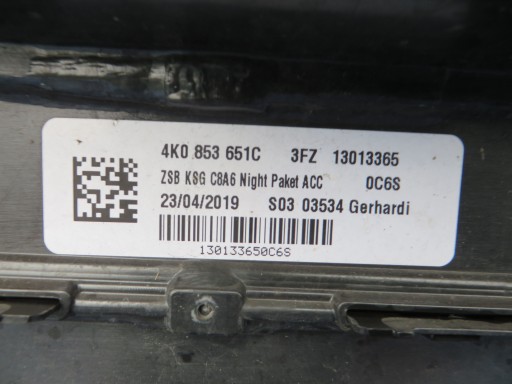 4K0 853 651C 3FZ 13013365
ZSB KSG C8A6 Night Paket ACC 0C6S
23/04/2019 S03 03534 Gerhardi
130133650C6S